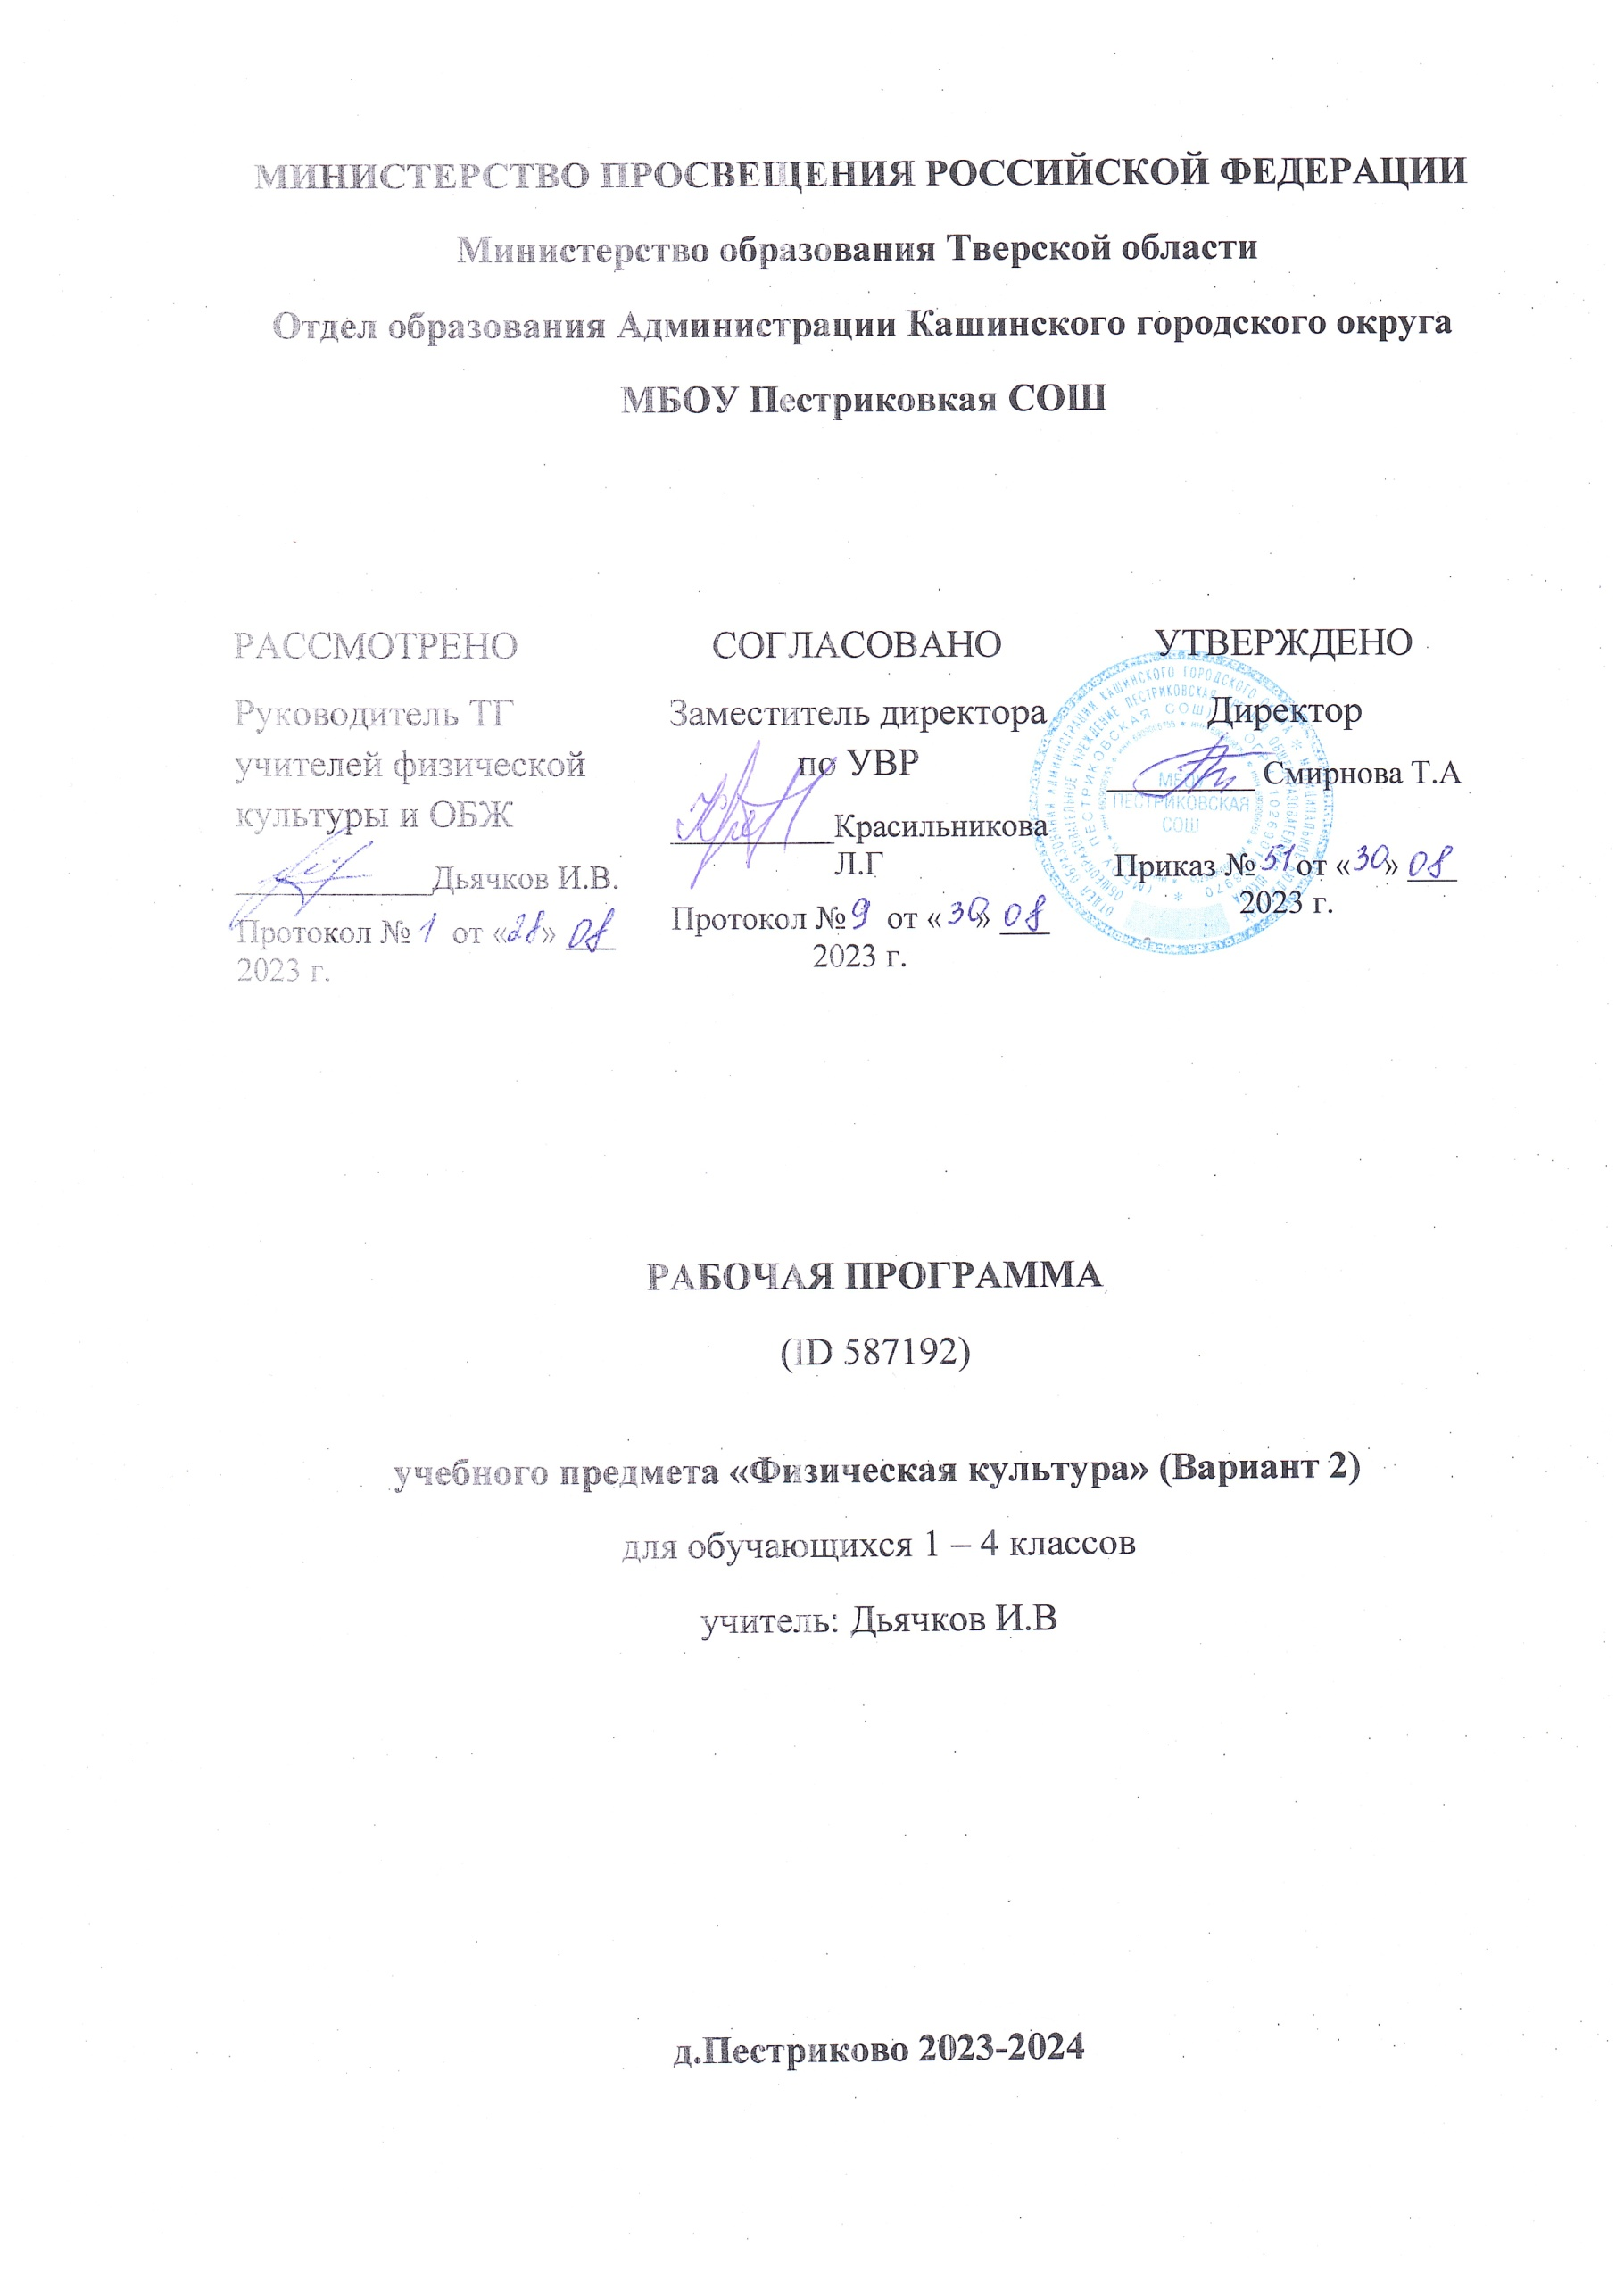 МИНИСТЕРСТВО ПРОСВЕЩЕНИЯ РОССИЙСКОЙ ФЕДЕРАЦИИ
Министерство образования Тверской области
Отдел образования Администрации Кашинского городского округа
МБОУ Пестриковкая СОШ
РАССМОТРЕНО
Руководитель ТГ
учителей физической
культуры и ОБЖ
Дьячков И.В.
Протокол № 1 от «28» 08
2023 г.
СОГЛАСОВАНО
Заместитель директора
по УВР
Красильникова
Л.Г
Протокол № 9 от «30» 08
2023 г.
УТВЕРЖДЕНО
Директор
Смирнова Т.А
Приказ № 51 от «30» 08
2023 г.
МБОУ
ПЕСТРИКОВСКАЯ
СОШ
РАБОЧАЯ ПРОГРАММА
(ID 587192)
учебного предмета «Физическая культура» (Вариант 2)
для обучающихся 1 – 4 классов
учитель: Дьячков И.В
д.Пестриково 2023-2024